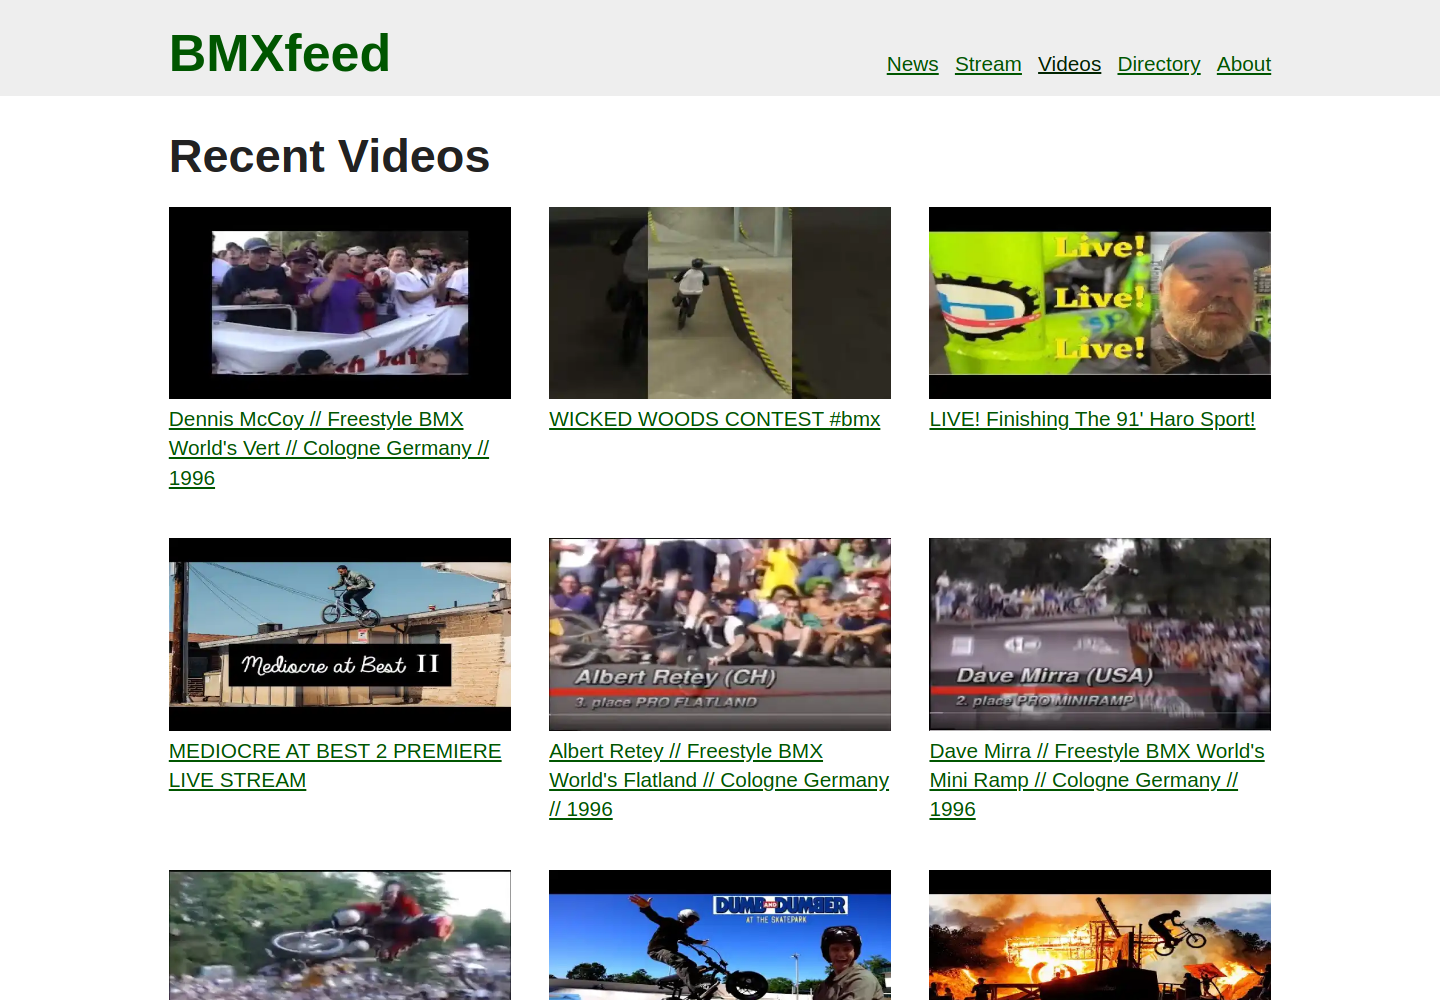 BMXfeed
News Stream Videos Directory About
Recent Videos
Live!
Live!
Live!
Dennis McCoy // Freestyle BMX
World's Vert // Cologne Germany //
1996
WICKED WOODS CONTEST #bmx
LIVE! Finishing The 91' Haro Sport!
Mediocre at Best II
Albert Retey (CH)
3. place PRO FLATLAND
Dave Mirra (USA)
2. place PRO MINIRAMP
MEDIOCRE AT BEST 2 PREMIERE
LIVE STREAM
Albert Retey // Freestyle BMX
World's Flatland // Cologne Germany
// 1996
Dave Mirra // Freestyle BMX World's
Mini Ramp // Cologne Germany //
1996
DUMB AND DUMBER
AT THE SKATEPARK